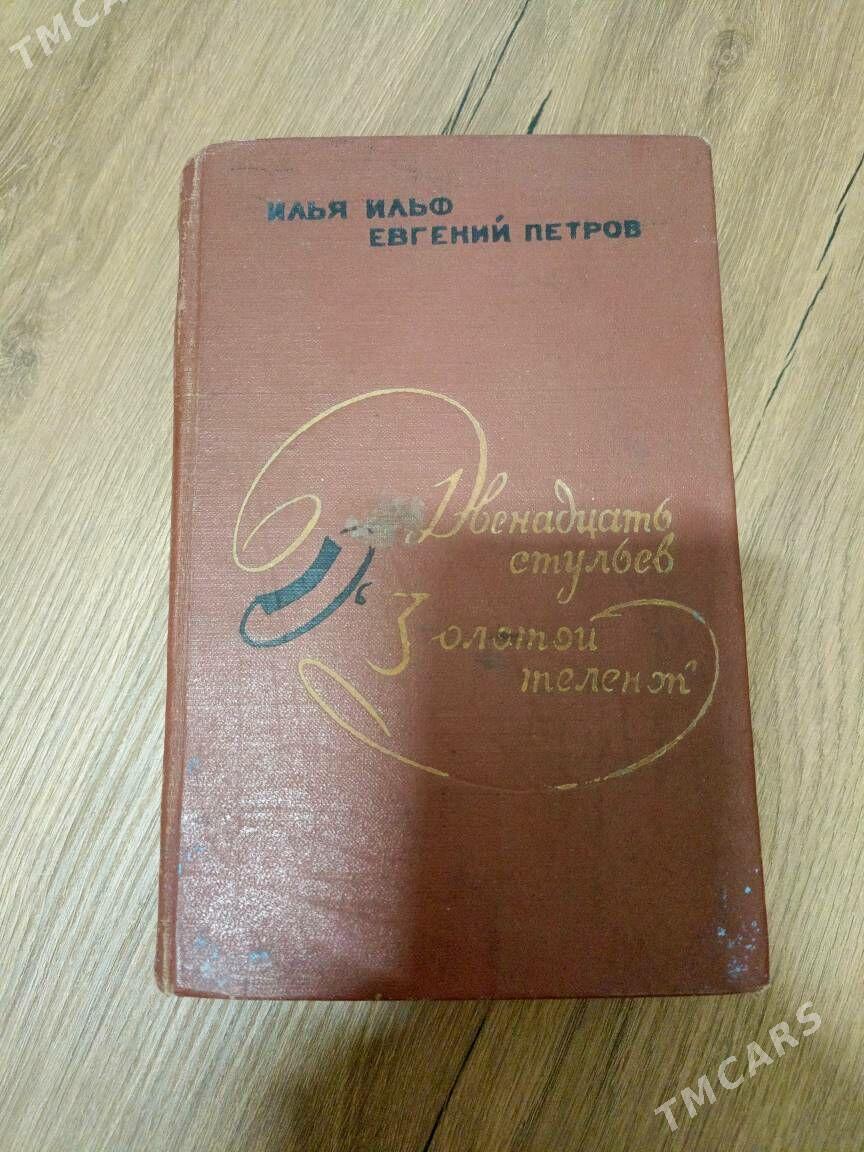 TMCARS
ИЛЬЯ ИЛЬФ
ЕВГЕНИЙ ПЕТРОВ
Двенадцать
стульев
Золотой
теленок
TMCARS